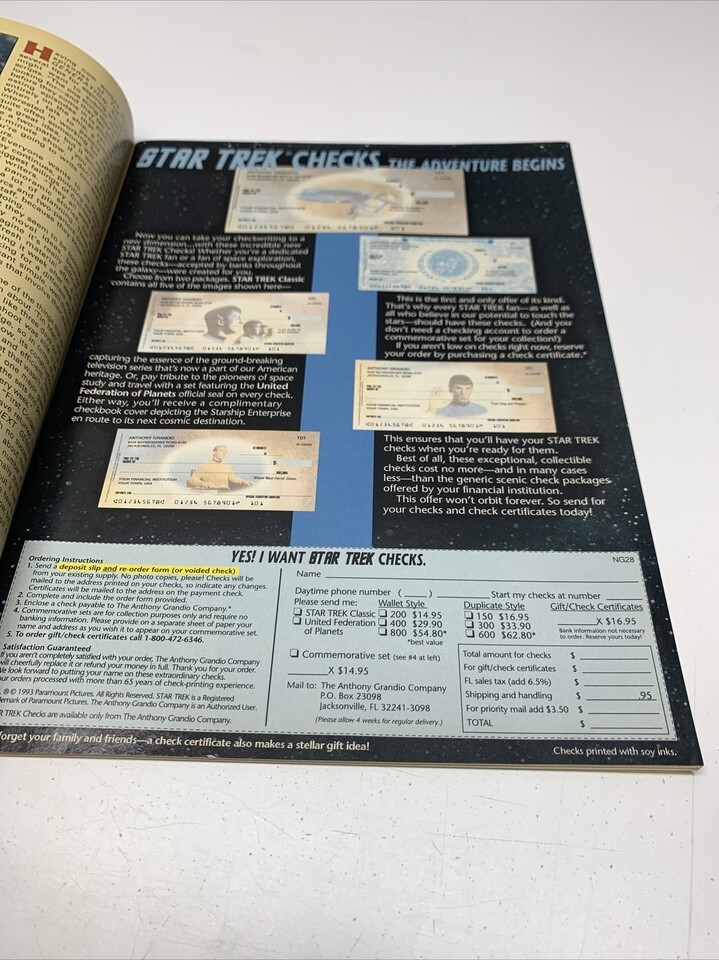 STAR TREK CHECKS THE ADVENTURE BEGINS
Now you can take your checkwriting to a
new dimension...with these incredible new
STAR TREK Checks! Whether you're a dedicated
STAR TREK fan or a fan of space exploration,
these checks—accepted by banks throughout
the galaxy—were created for you.
Choose from two packages. STAR TREK Classic
contains all five of the images shown here—
This is the first and only offer of its kind.
That's why every STAR TREK fan—as well as
all who believe in our potential to touch the
stars—should have these checks. (And you
don't need a checking account to order a
commemorative set for your collection!)
If you aren't low on checks right now, reserve
your order by purchasing a check certificate.*
capturing the essence of the ground-breaking
television series that's now a part of our American
heritage. Or, pay tribute to the pioneers of space
study and travel with a set featuring the United
Federation of Planets official seal on every check.
Either way, you'll receive a complimentary
checkbook cover depicting the Starship Enterprise
en route to its next cosmic destination.
ANTHONY GRANDIO
101
JACKSONVILLE, FL
YOUR FINANCIAL INSTITUTION
YOUR TOWN, USA
This ensures that you'll have your STAR TREK
checks when you're ready for them.
Best of all, these exceptional, collectible
checks cost no more—and in many cases
less—than the generic scenic check packages
offered by your financial institution.
This offer won't orbit forever. So send for
your checks and check certificates today!
YES! I WANT STAR TREK CHECKS.
NG28
Ordering Instructions
1. Send a deposit slip and re-order form (or voided check)
from your existing supply. No photo copies, please! Checks will be
mailed to the address printed on your checks, so indicate any changes.
Certificates will be mailed to the address on the payment check.
2. Complete and include the order form provided.
3. Enclose a check payable to The Anthony Grandio Company.*
4. Commemorative sets are for collection purposes only and require no
banking information. Please provide on a separate sheet of paper your
name and address as you wish it to appear on your commemorative set.
5. To order gift/check certificates call 1-800-472-6346.
Satisfaction Guaranteed
If you aren't completely satisfied with your order, The Anthony Grandio Company
will cheerfully replace it or refund your money in full. Thank you for your order.
We look forward to putting your name on these extraordinary checks.
our orders processed with more than 65 years of check-printing experience.
® © 1993 Paramount Pictures. All Rights Reserved. STAR TREK is a Registered
demark of Paramount Pictures. The Anthony Grandio Company is an Authorized User.
TREK Checks are available only from The Anthony Grandio Company.
Name
Daytime phone number ( ) Start my checks at number
Please send me: Wallet Style Duplicate Style Gift/Check Certificates
STAR TREK Classic 200 $14.95 150 $16.95 X $16.95
United Federation 400 $29.90 300 $33.90 Bank information not necessary
of Planets 800 $54.80* 600 $62.80* to order. Reserve yours today!
*best value
Commemorative set (see #4 at left)
X $14.95
Mail to: The Anthony Grandio Company
P.O. Box 23098
Jacksonville, FL 32241-3098
(Please allow 4 weeks for regular delivery.)
Total amount for checks $
For gift/check certificates $
FL sales tax (add 6.5%) $
Shipping and handling $ .95
For priority mail add $3.50 $
TOTAL $
forget your family and friends—a check certificate also makes a stellar gift idea!
Checks printed with soy inks.